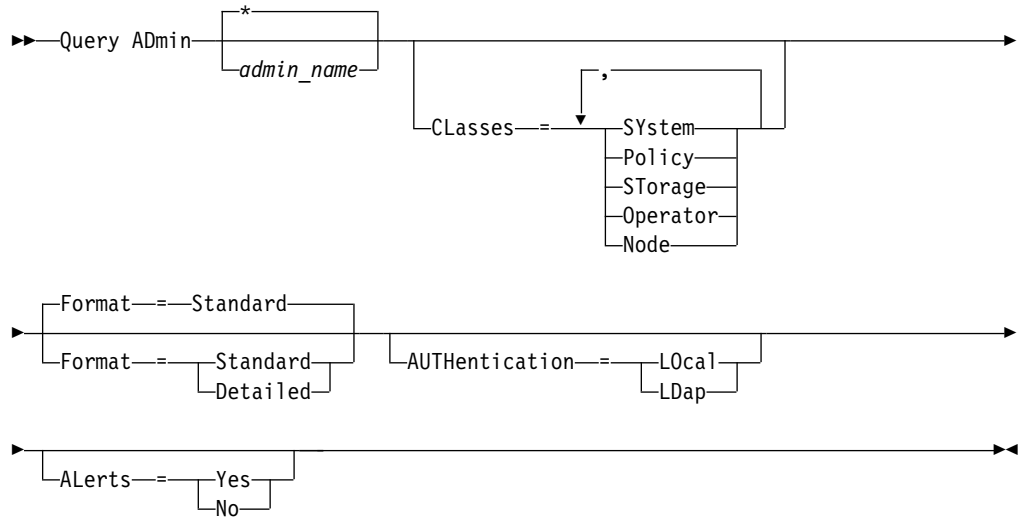 *
Query ADmin
admin_name
,
CLasses = SYstem
Policy
STorage
Operator
Node
Format = Standard
Format = Standard
Detailed
AUTHentication = LOcal
LDap
ALerts = Yes
No